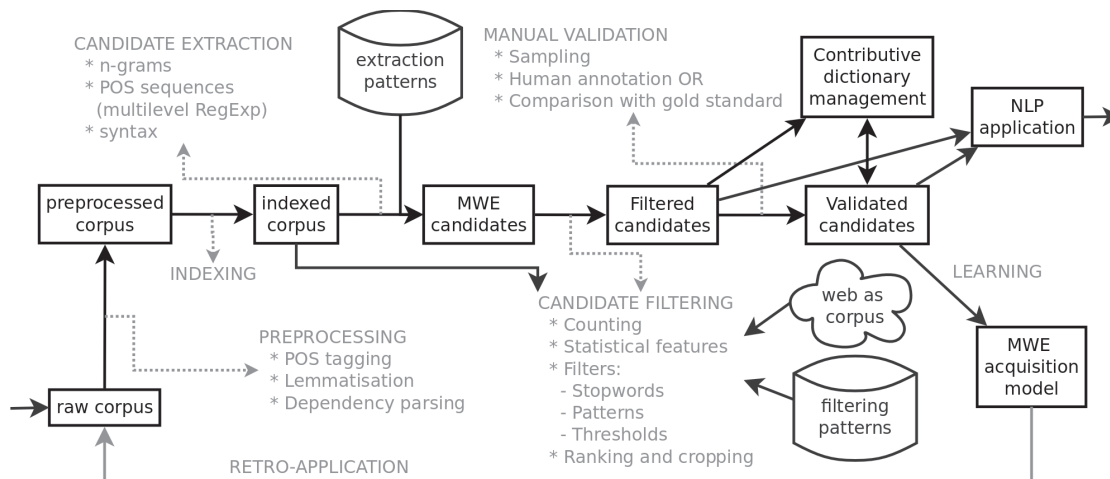 CANDIDATE EXTRACTION
* n-grams
* POS sequences
(multilevel RegExp)
* syntax
extraction
patterns
MANUAL VALIDATION
* Sampling
* Human annotation OR
* Comparison with gold standard
Contributive
dictionary
management
NLP
application
preprocessed
corpus
indexed
corpus
MWE
candidates
Filtered
candidates
Validated
candidates
INDEXING
LEARNING
CANDIDATE FILTERING
* Counting
* Statistical features
* Filters:
- Stopwords
- Patterns
- Thresholds
* Ranking and cropping
web as
corpus
filtering
patterns
MWE
acquisition
model
PREPROCESSING
* POS tagging
* Lemmatisation
* Dependency parsing
raw corpus
RETRO-APPLICATION